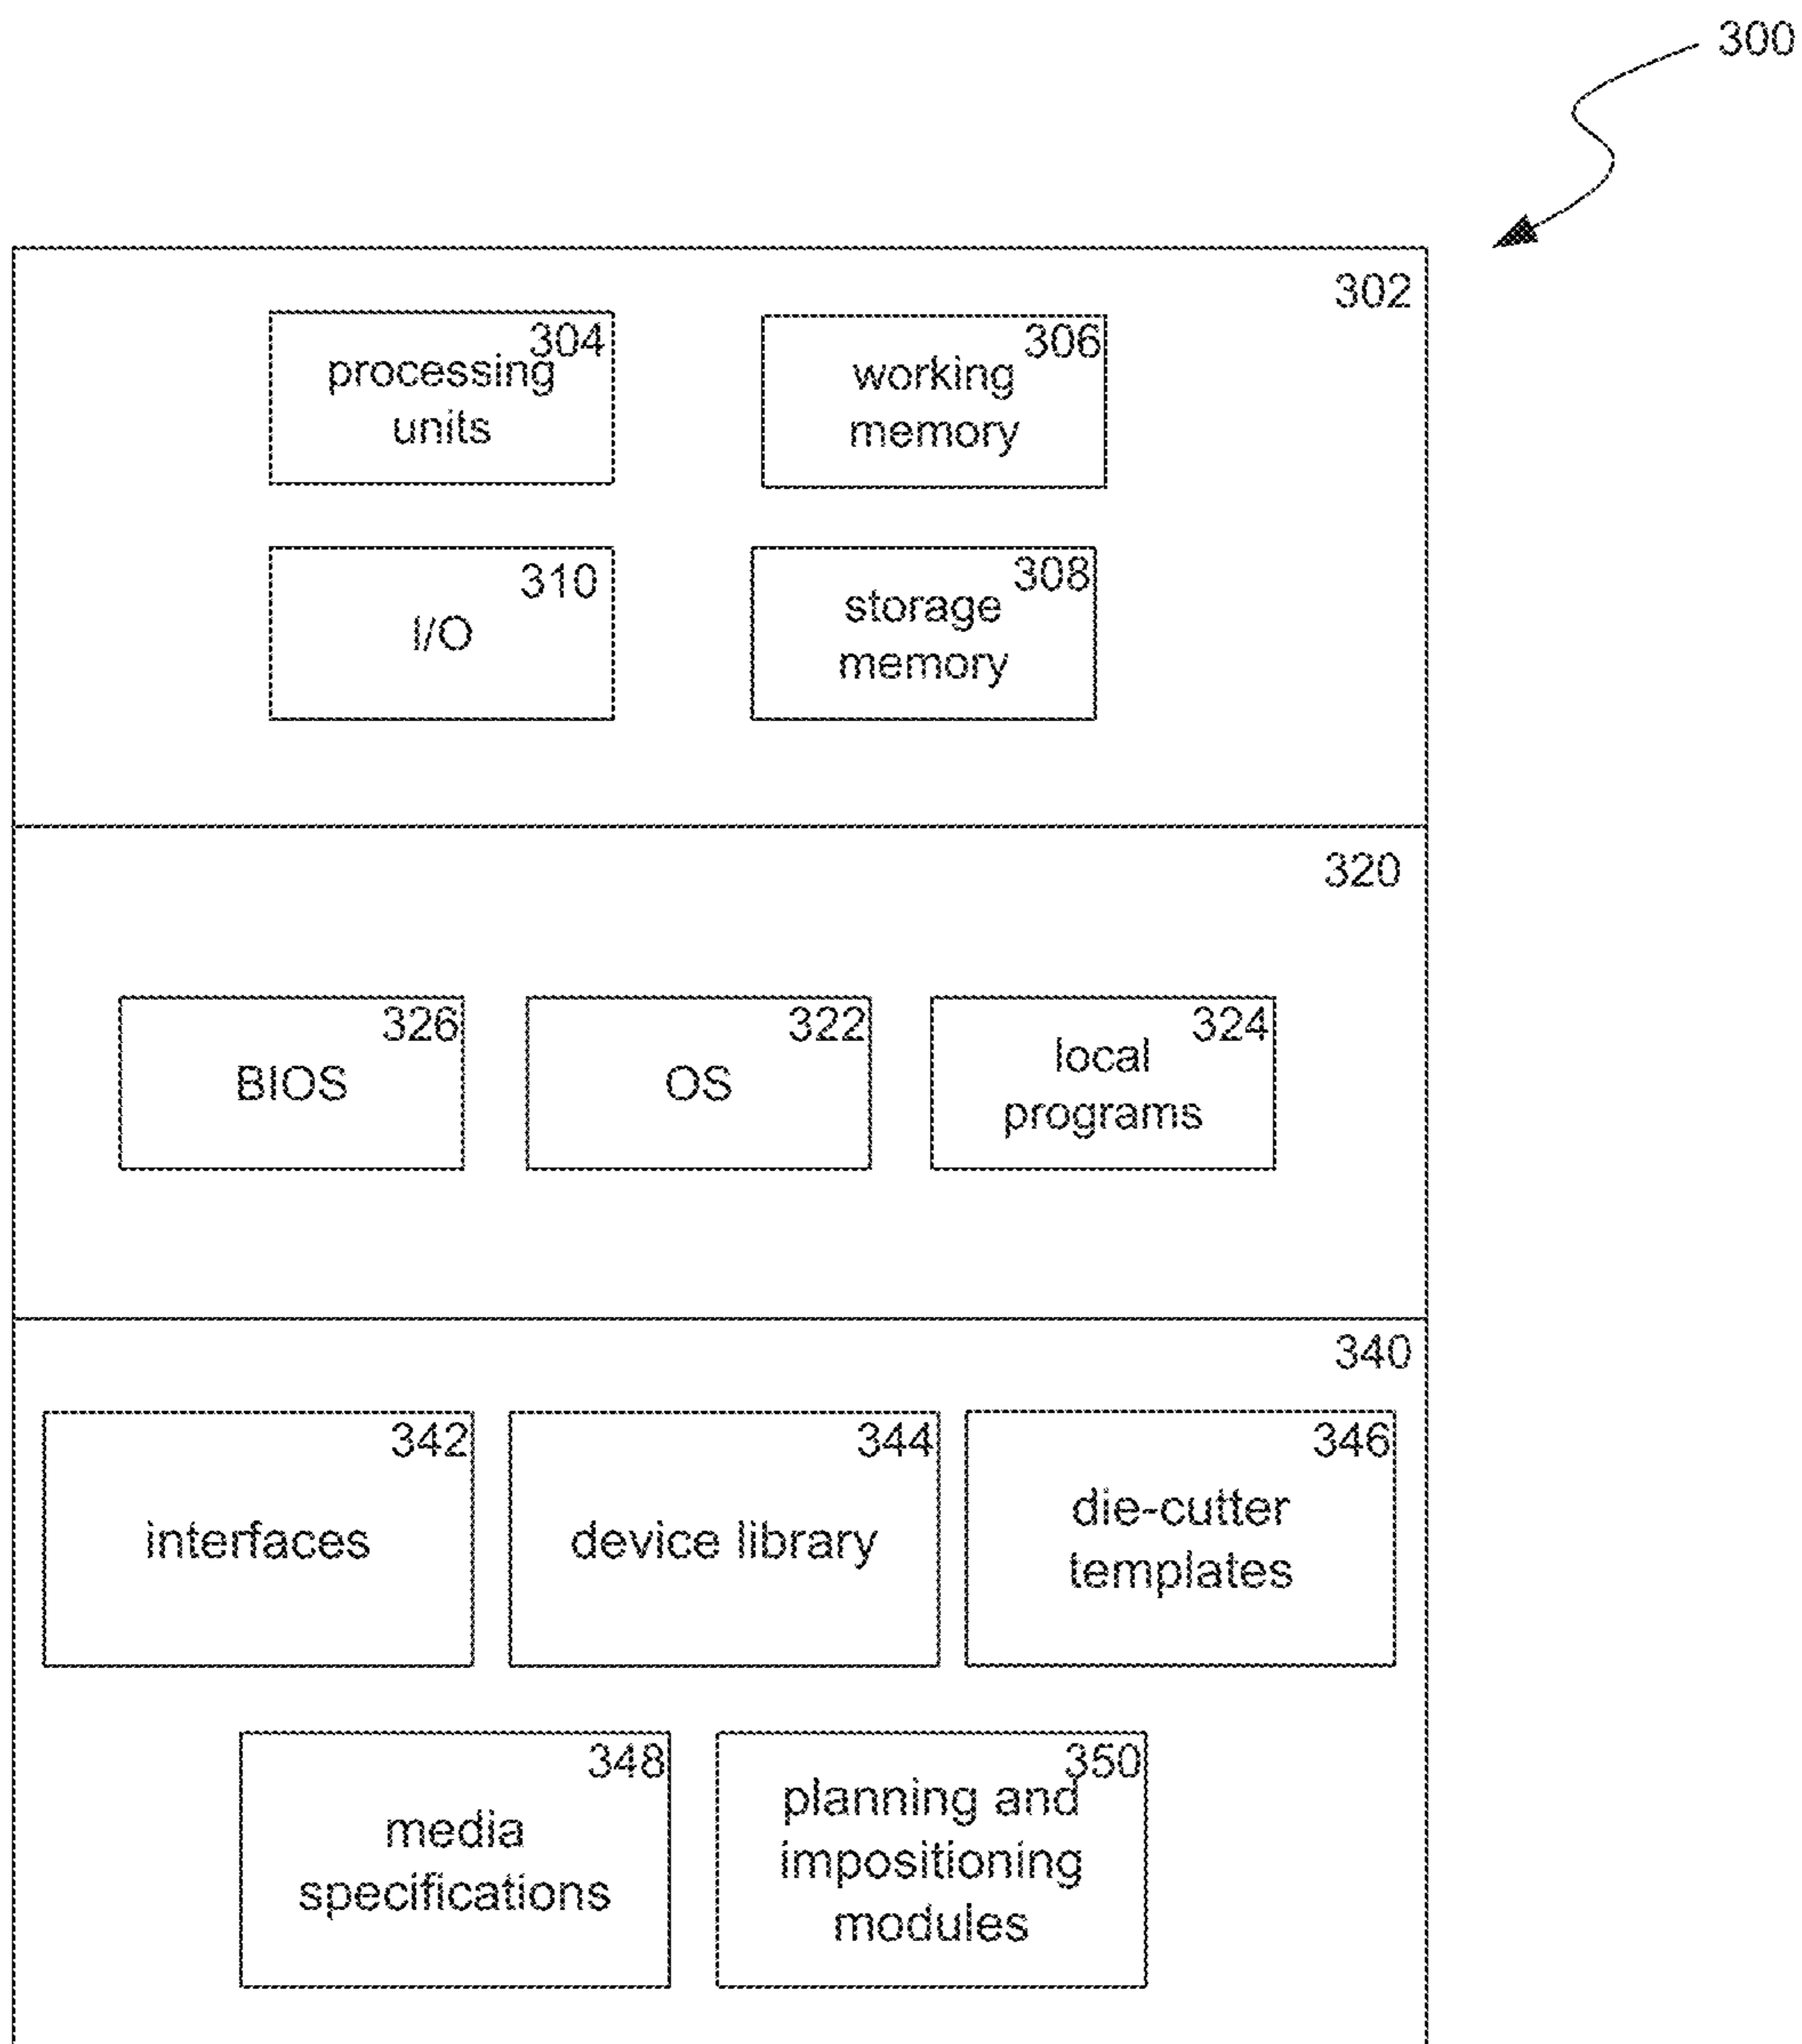 300
302
304
processing
units
306
working
memory
310
I/O
308
storage
memory
320
326
BIOS
322
OS
324
local
programs
340
342
interfaces
344
device library
346
die-cutter
templates
348
media
specifications
350
planning and
impositioning
modules